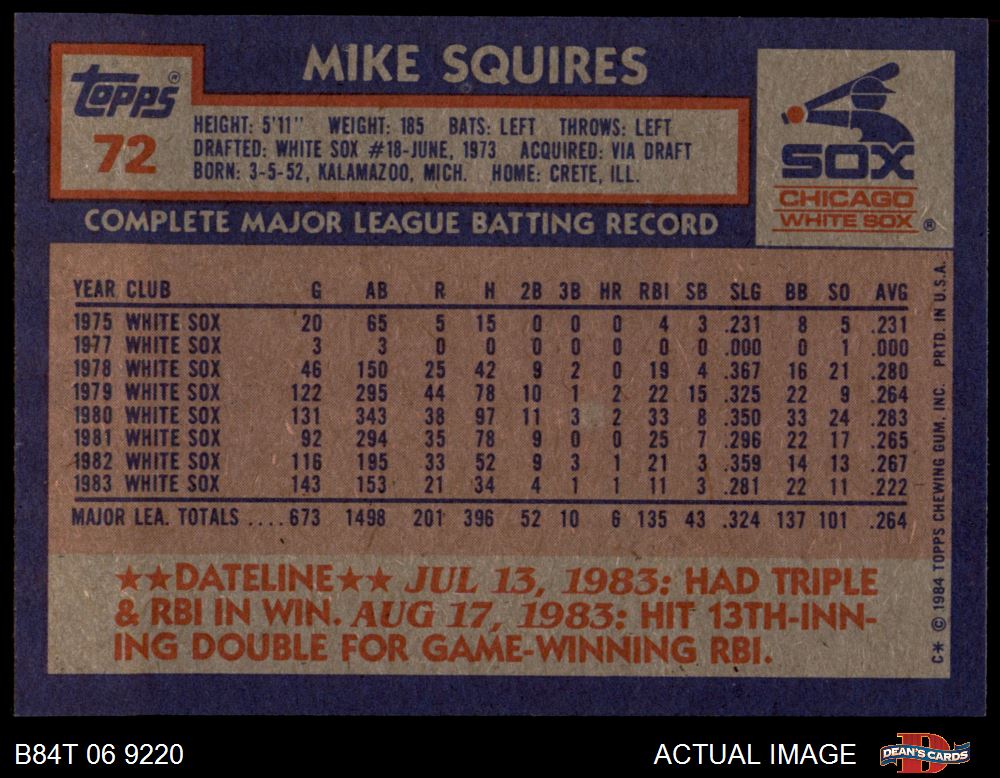 MIKE SQUIRES
Topps®
72
HEIGHT: 5'11" WEIGHT: 185 BATS: LEFT THROWS: LEFT
DRAFTED: WHITE SOX #18-JUNE, 1973 ACQUIRED: VIA DRAFT
BORN: 3-5-52, KALAMAZOO, MICH. HOME: CRETE, ILL.
SOX
CHICAGO
WHITE SOX ®
COMPLETE MAJOR LEAGUE BATTING RECORD
YEAR CLUB G AB R H 2B 3B HR RBI SB SLG BB SO AVG
1975 WHITE SOX 20 65 5 15 0 0 0 4 3 .231 8 5 .231
1977 WHITE SOX 3 3 0 0 0 0 0 0 0 .000 0 1 .000
1978 WHITE SOX 46 150 25 42 9 2 0 19 4 .367 16 21 .280
1979 WHITE SOX 122 295 44 78 10 1 2 22 15 .325 22 9 .264
1980 WHITE SOX 131 343 38 97 11 3 2 33 8 .350 33 24 .283
1981 WHITE SOX 92 294 35 78 9 0 0 25 7 .296 22 17 .265
1982 WHITE SOX 116 195 33 52 9 3 1 21 3 .359 14 13 .267
1983 WHITE SOX 143 153 21 34 4 1 1 11 3 .281 22 11 .222
MAJOR LEA. TOTALS ....673 1498 201 396 52 10 6 135 43 .324 137 101 .264
★★DATELINE★★ JUL 13, 1983: HAD TRIPLE
& RBI IN WIN. AUG 17, 1983: HIT 13TH-INN-
ING DOUBLE FOR GAME-WINNING RBI.
C* © 1984 TOPPS CHEWING GUM, INC. PRTD. IN U.S.A.
B84T 06 9220
ACTUAL IMAGE
DEAN'S CARDS